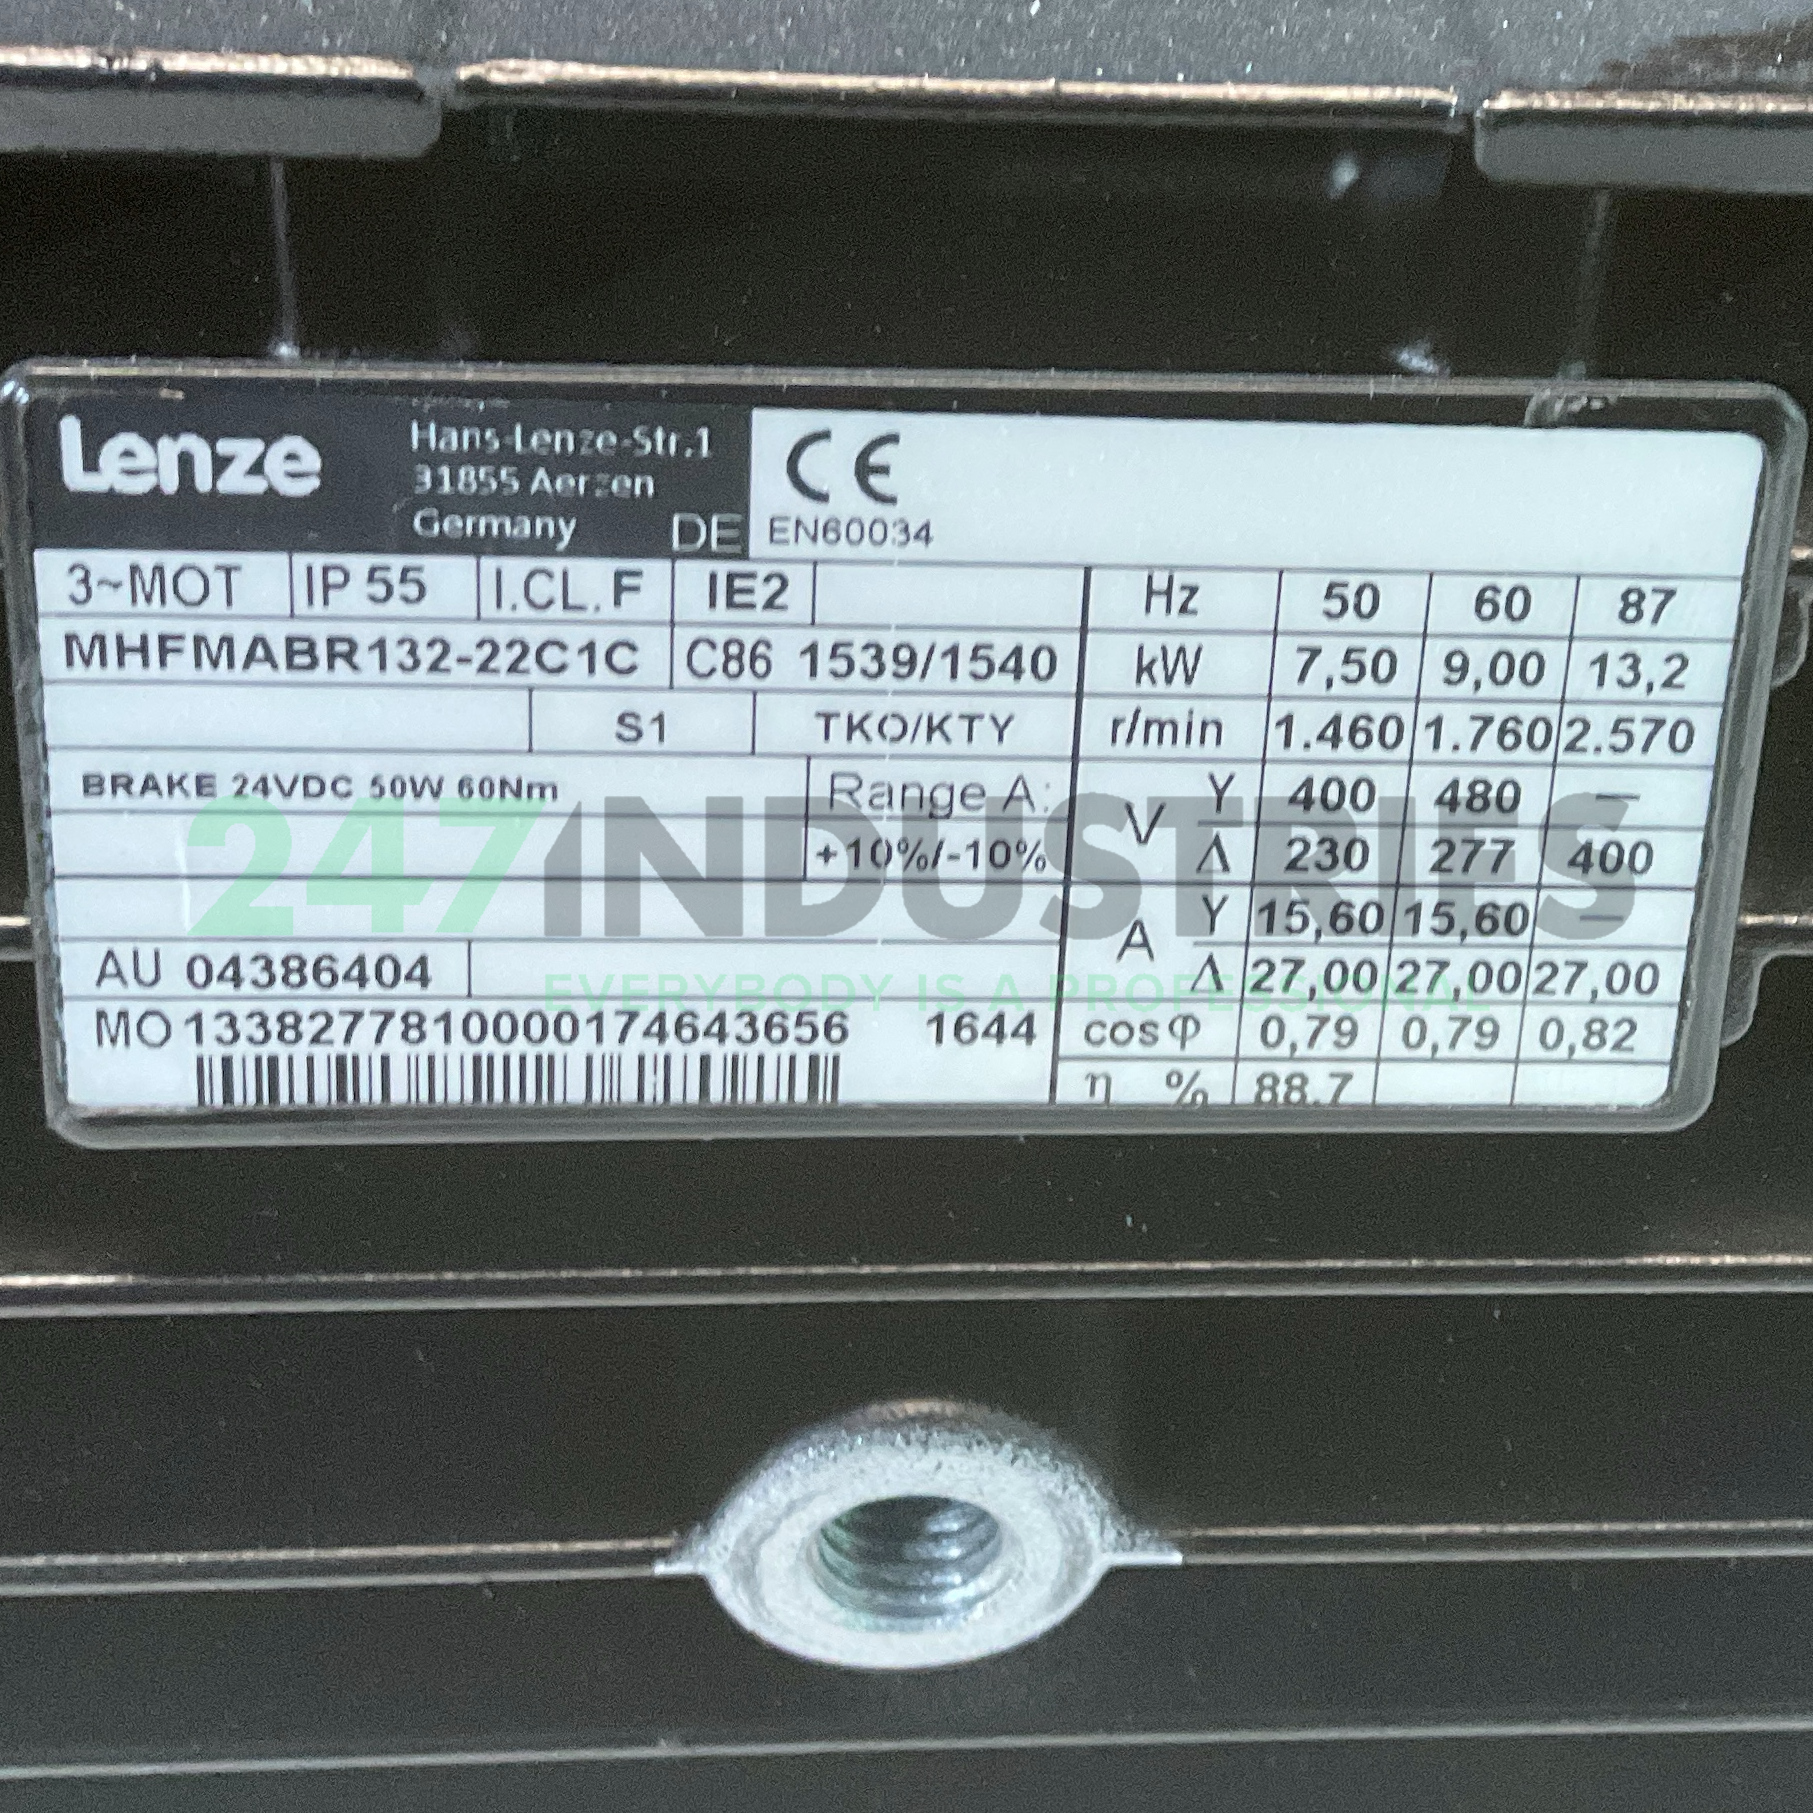 Lenze
Hans-Lenze-Str.1
31855 Aerzen
Germany DE
CE
EN60034
3~MOT IP 55 I.CL. F IE2
MHFMABR132-22C1C C86 1539/1540
S1 TKO/KTY
BRAKE 24VDC 50W 60Nm Range A:
+10%/-10%
AU 04386404
MO 1338277810000174643656 1644
Hz 50 60 87
kW 7,50 9,00 13,2
r/min 1.460 1.760 2.570
V Y 400 480 —
Δ 230 277 400
A Y 15,60 15,60 —
Δ 27,00 27,00 27,00
cos φ 0,79 0,79 0,82
η % 88.7
247INDUSTRIES
EVERYBODY IS A PROFESSIONAL